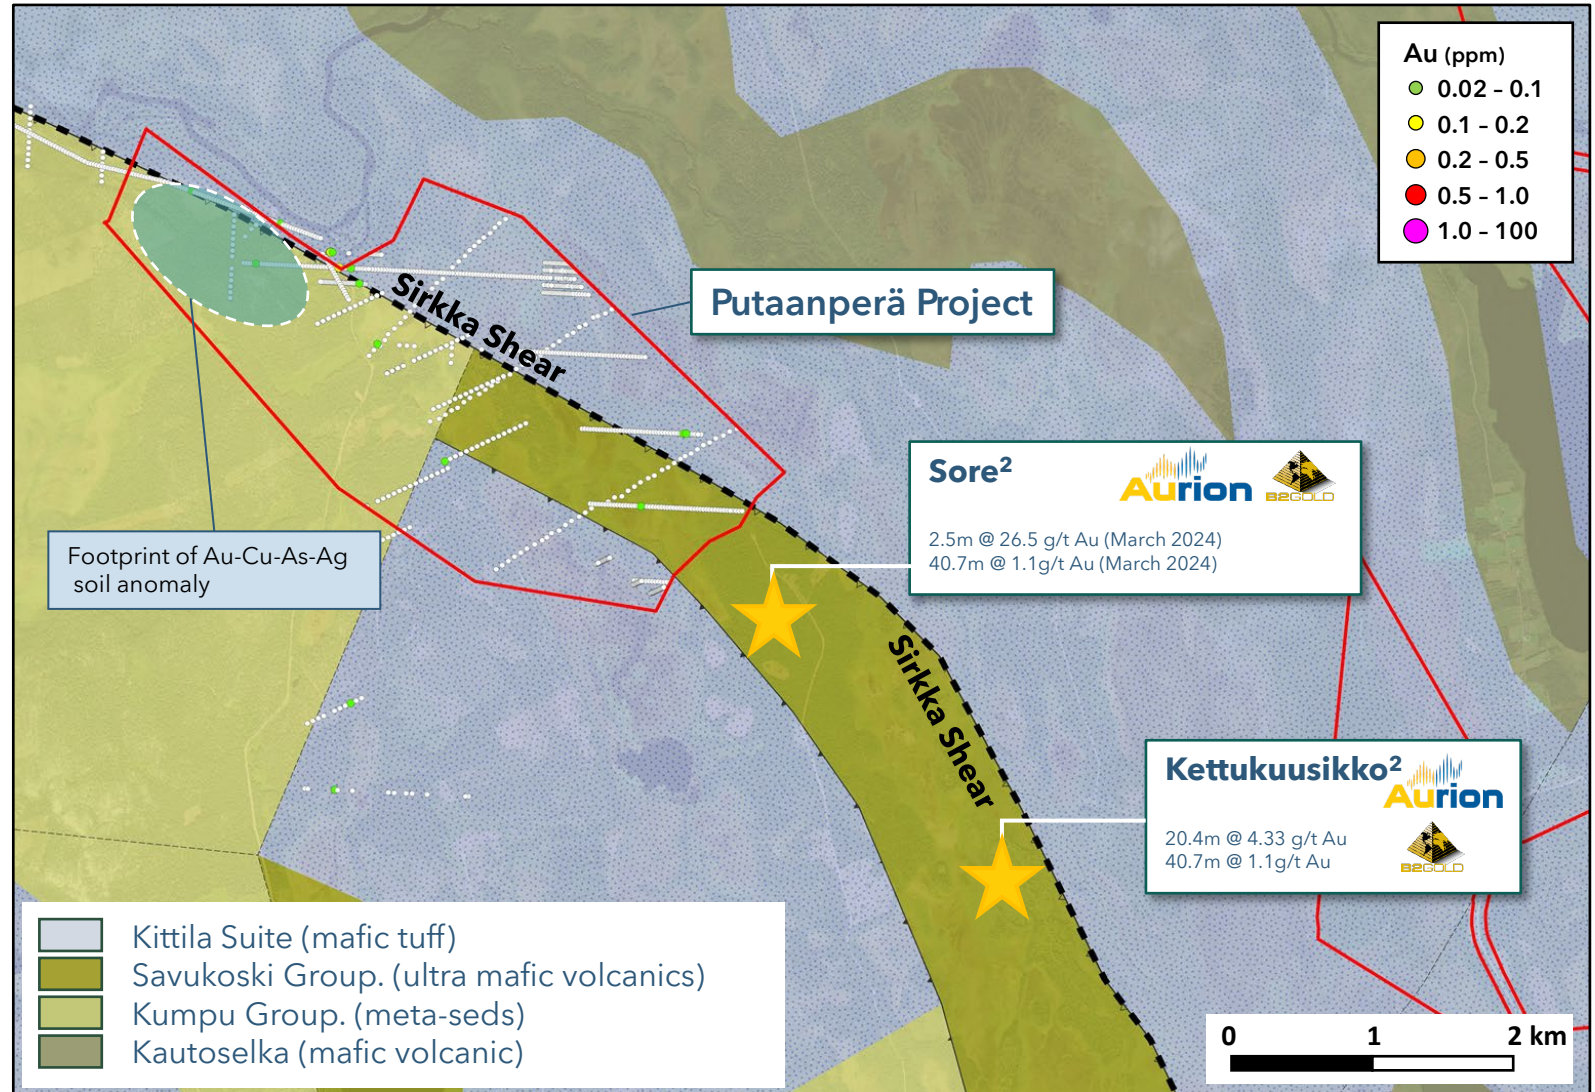 Au (ppm)
0.02 – 0.1
0.1 – 0.2
0.2 – 0.5
0.5 – 1.0
1.0 – 100
Putaanperä Project
Sirkka Shear
Sore²
Aurion
B2GOLD
2.5m @ 26.5 g/t Au (March 2024)
40.7m @ 1.1g/t Au (March 2024)
Footprint of Au-Cu-As-Ag
soil anomaly
Sirkka Shear
Kettukuusikko²
Aurion
20.4m @ 4.33 g/t Au
40.7m @ 1.1g/t Au
B2GOLD
Kittila Suite (mafic tuff)
Savukoski Group. (ultra mafic volcanics)
Kumpu Group. (meta-seds)
Kautoselka (mafic volcanic)
0 1 2 km